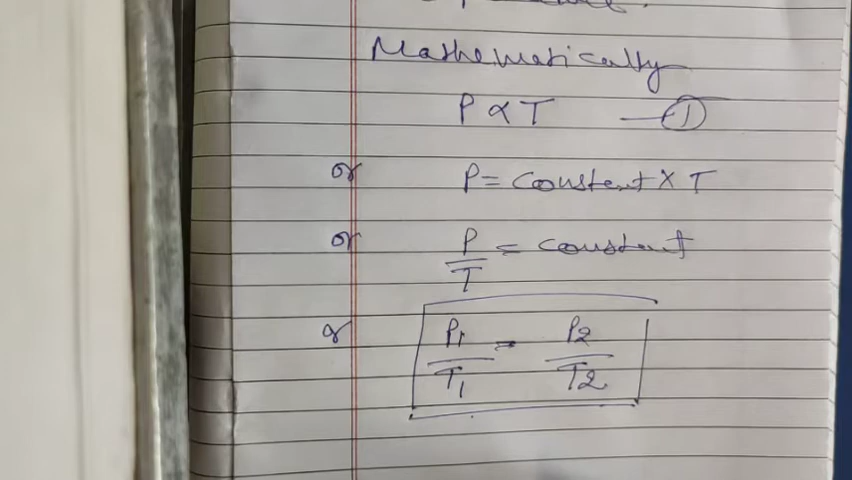 Mathematically
P ∝ T —①
or P = Constant × T
or P/T = constant
or P1/T1 = P2/T2